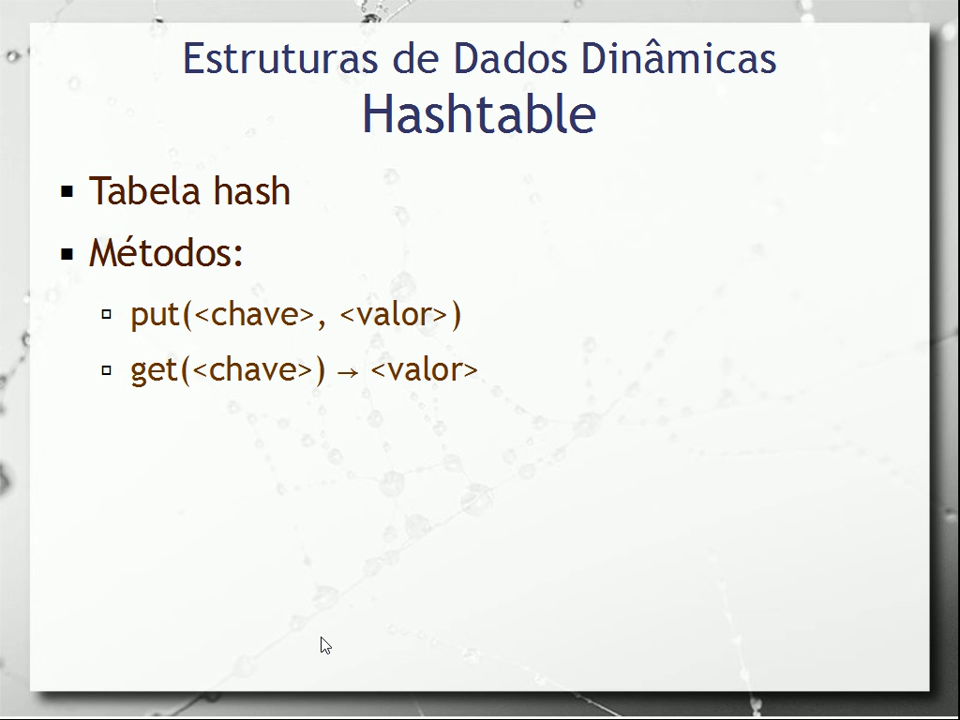 Estruturas de Dados Dinâmicas
Hashtable
Tabela hash
Métodos:
put(<chave>, <valor>)
get(<chave>) → <valor>